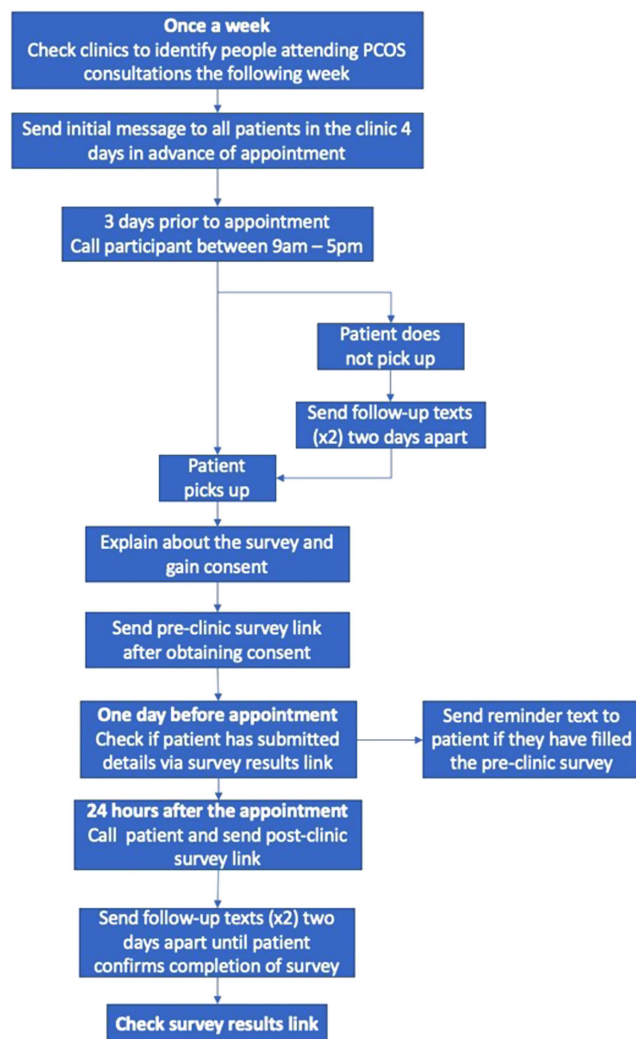 Once a week
Check clinics to identify people attending PCOS
consultations the following week
Send initial message to all patients in the clinic 4
days in advance of appointment
3 days prior to appointment
Call participant between 9am – 5pm
Patient does
not pick up
Send follow-up texts
(x2) two days apart
Patient
picks up
Explain about the survey and
gain consent
Send pre-clinic survey link
after obtaining consent
One day before appointment
Check if patient has submitted
details via survey results link
Send reminder text to
patient if they have filled
the pre-clinic survey
24 hours after the appointment
Call  patient and send post-clinic
survey link
Send follow-up texts (x2) two
days apart until patient
confirms completion of survey
Check survey results link